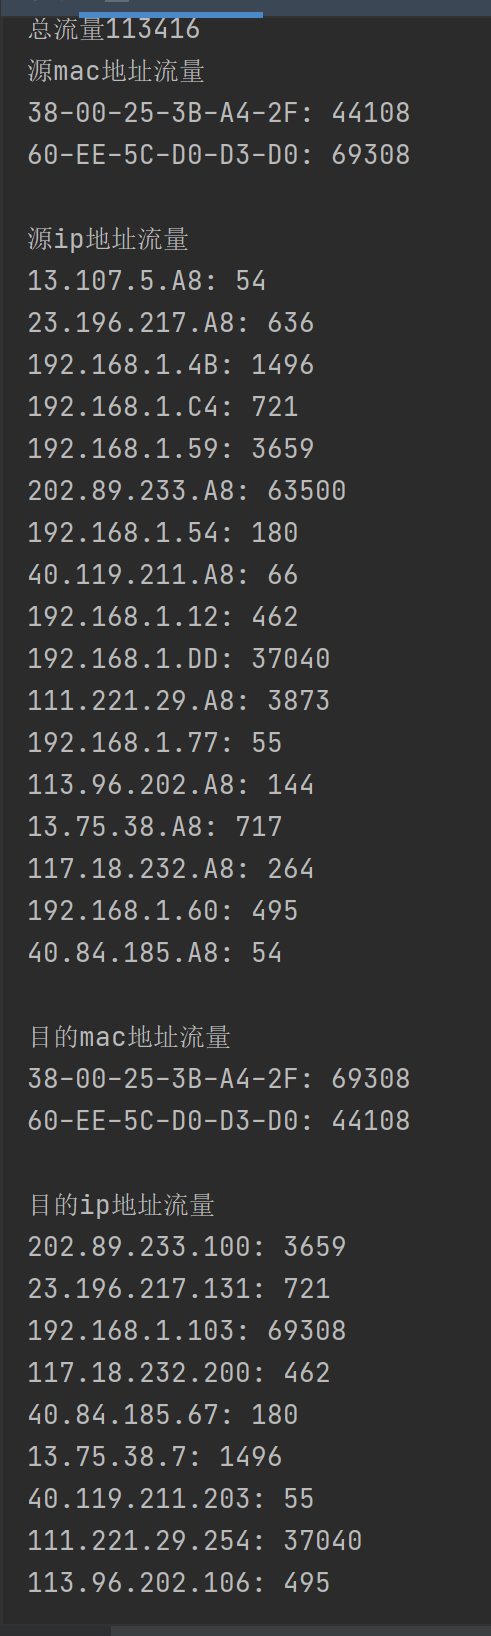 总流量113416
源mac地址流量
38-00-25-3B-A4-2F: 44108
60-EE-5C-D0-D3-D0: 69308
源ip地址流量
13.107.5.A8: 54
23.196.217.A8: 636
192.168.1.4B: 1496
192.168.1.C4: 721
192.168.1.59: 3659
202.89.233.A8: 63500
192.168.1.54: 180
40.119.211.A8: 66
192.168.1.12: 462
192.168.1.DD: 37040
111.221.29.A8: 3873
192.168.1.77: 55
113.96.202.A8: 144
13.75.38.A8: 717
117.18.232.A8: 264
192.168.1.60: 495
40.84.185.A8: 54
目的mac地址流量
38-00-25-3B-A4-2F: 69308
60-EE-5C-D0-D3-D0: 44108
目的ip地址流量
202.89.233.100: 3659
23.196.217.131: 721
192.168.1.103: 69308
117.18.232.200: 462
40.84.185.67: 180
13.75.38.7: 1496
40.119.211.203: 55
111.221.29.254: 37040
113.96.202.106: 495